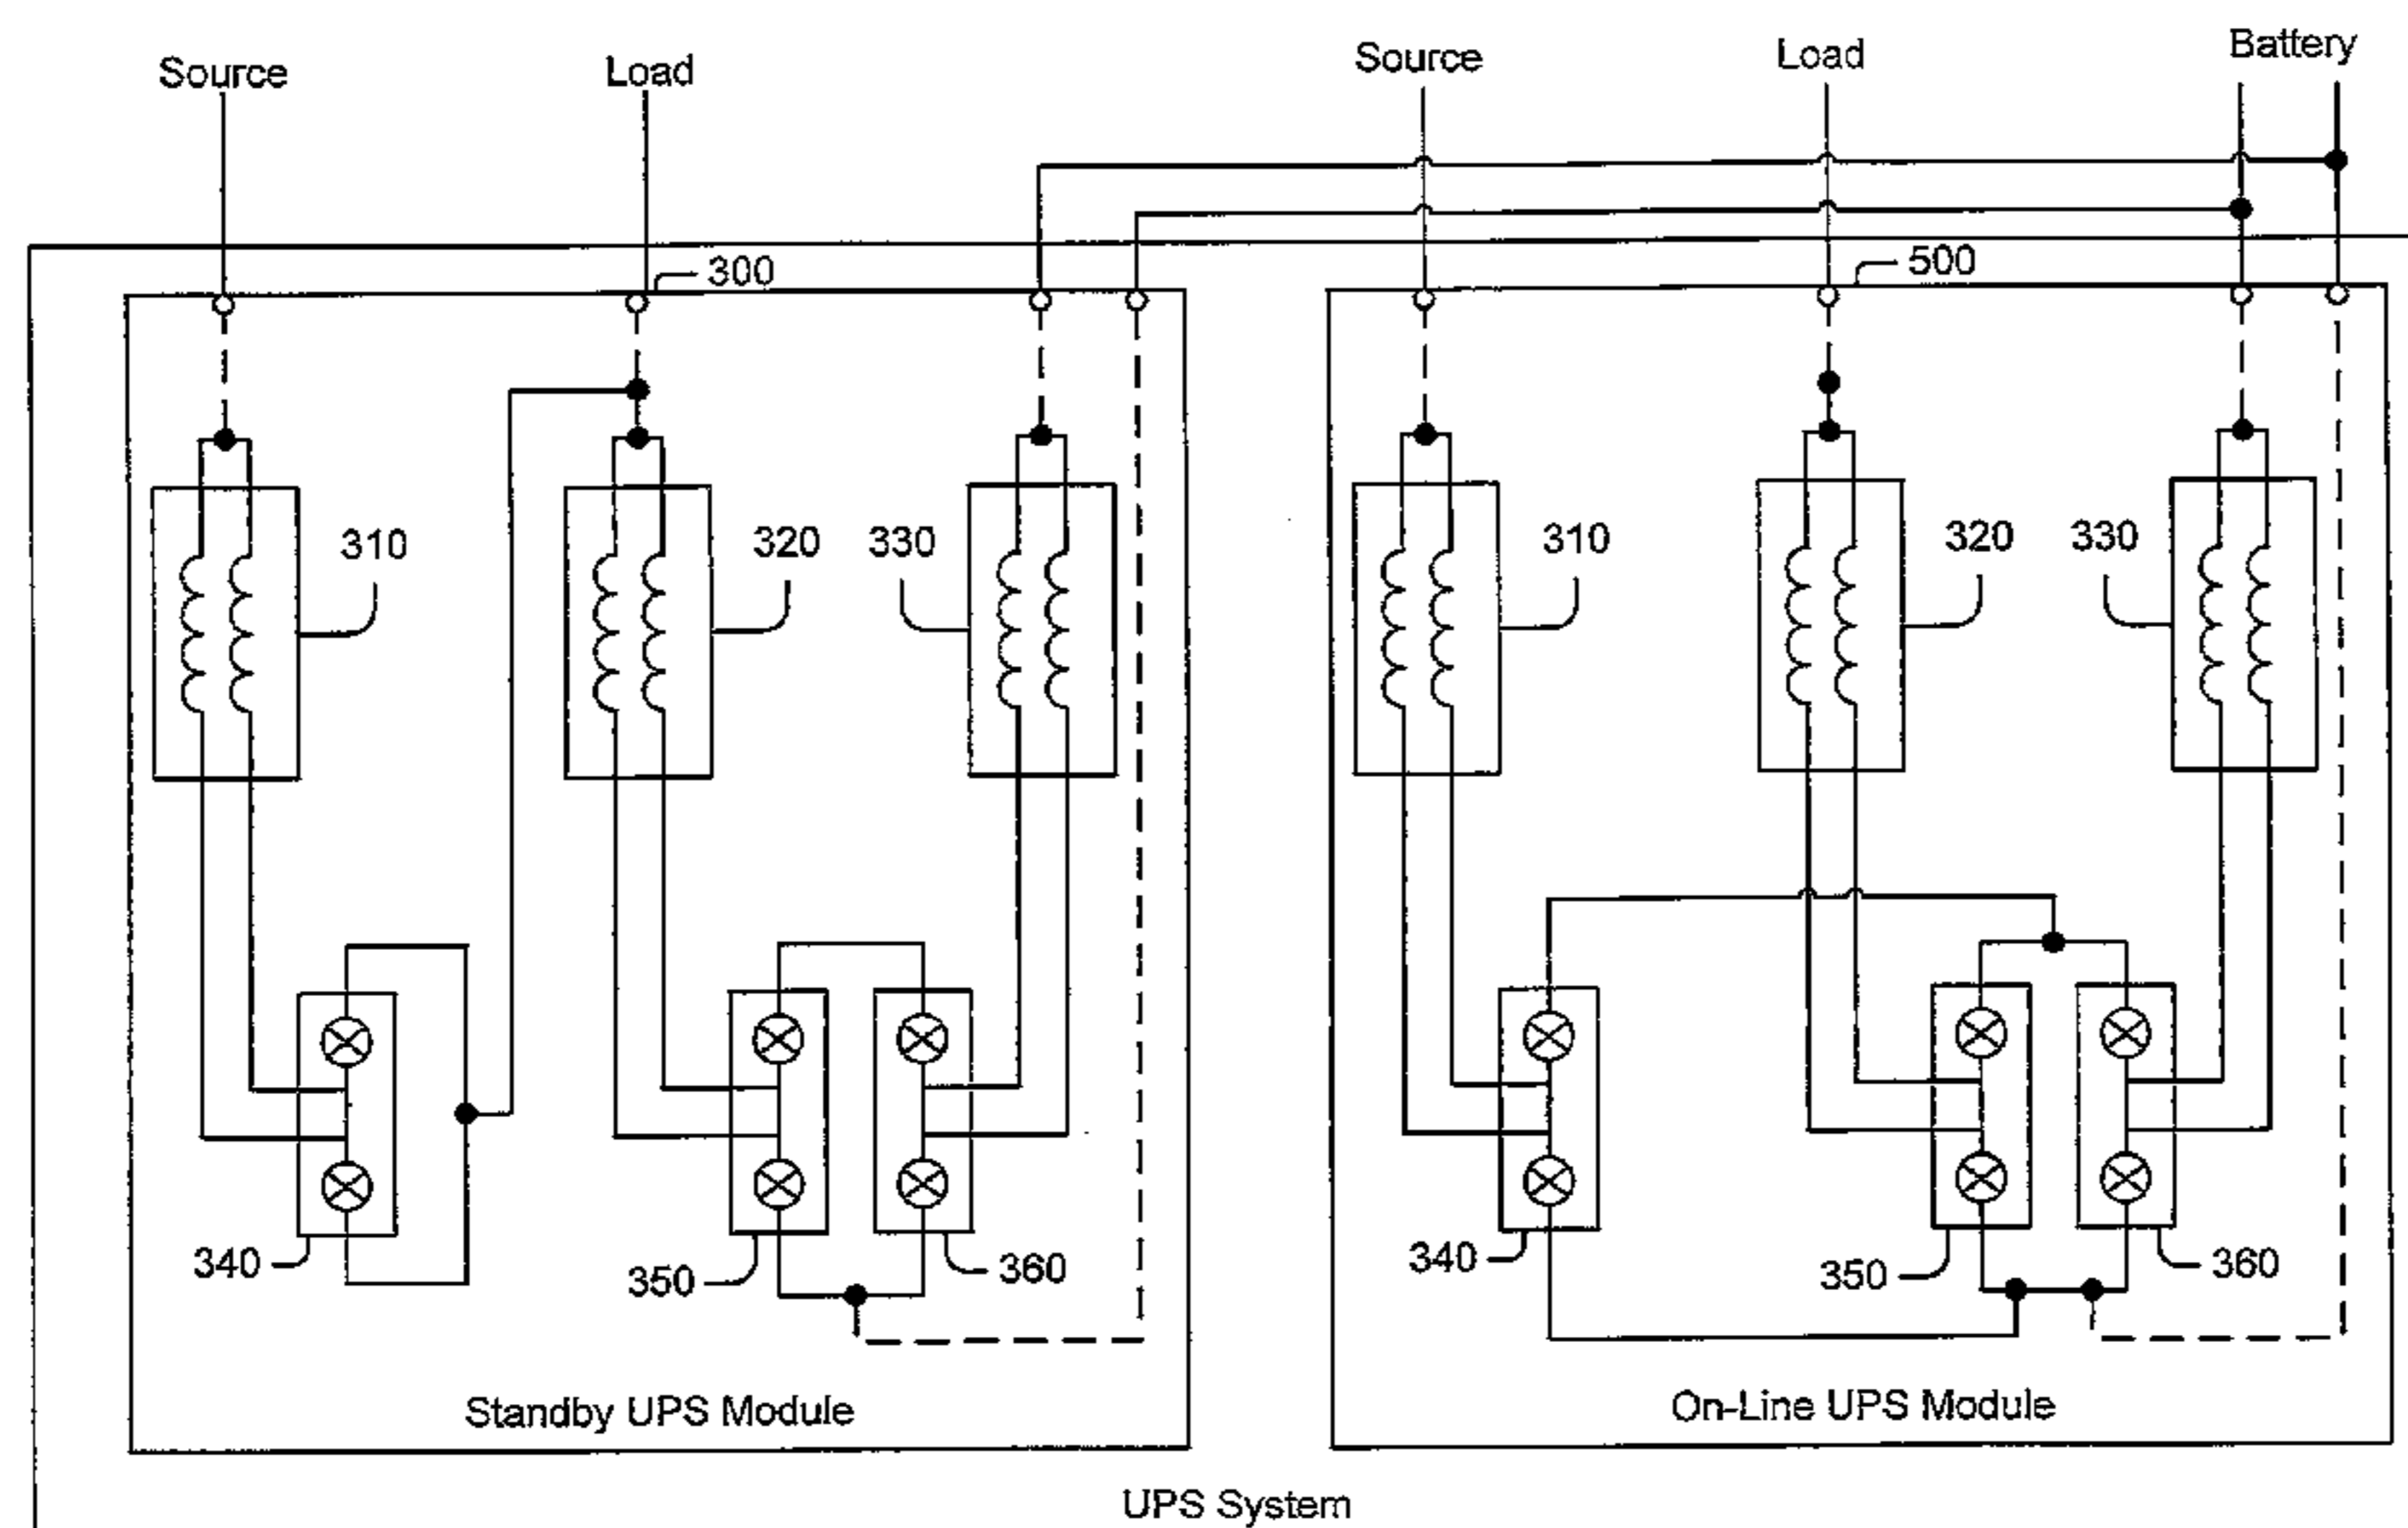 Source
Load
Source
Load
Battery
300
500
310
320
330
310
320
330
340
350
360
340
350
360
Standby UPS Module
On-Line UPS Module
UPS System